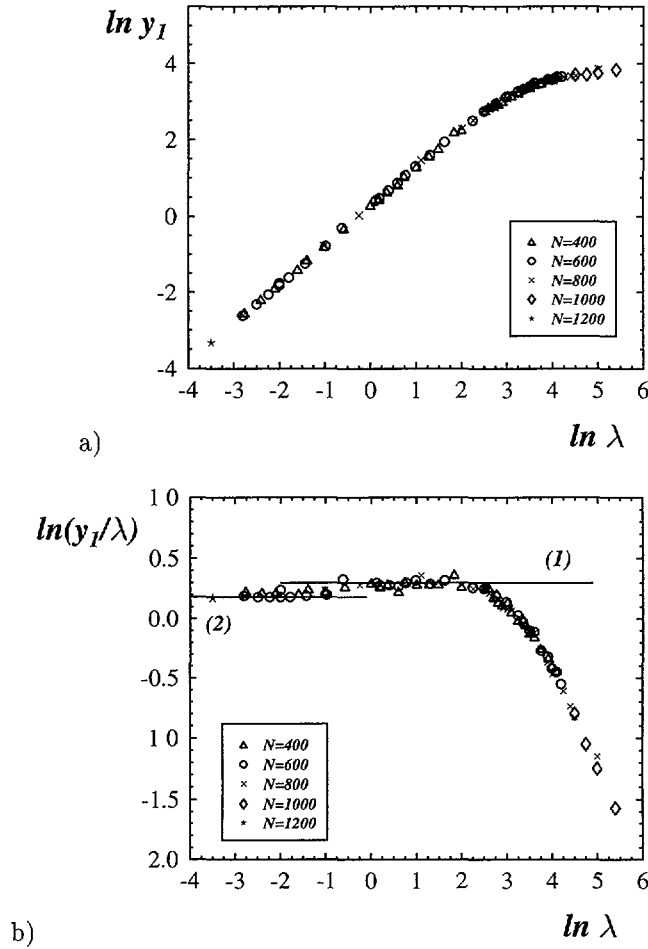 ln y1
4
2
0
-2
-4
-4 -3 -2 -1 0 1 2 3 4 5 6
ln λ
N=400
N=600
N=800
N=1000
N=1200
a)
ln(y1/λ)
1 0
0.5
0.0
-0.5
1 0
-1.5
2.0
-4 -3 -2 -1 0 1 2 3 4 5 6
ln λ
(1)
(2)
N=400
N=600
N=800
N=1000
N=1200
b)